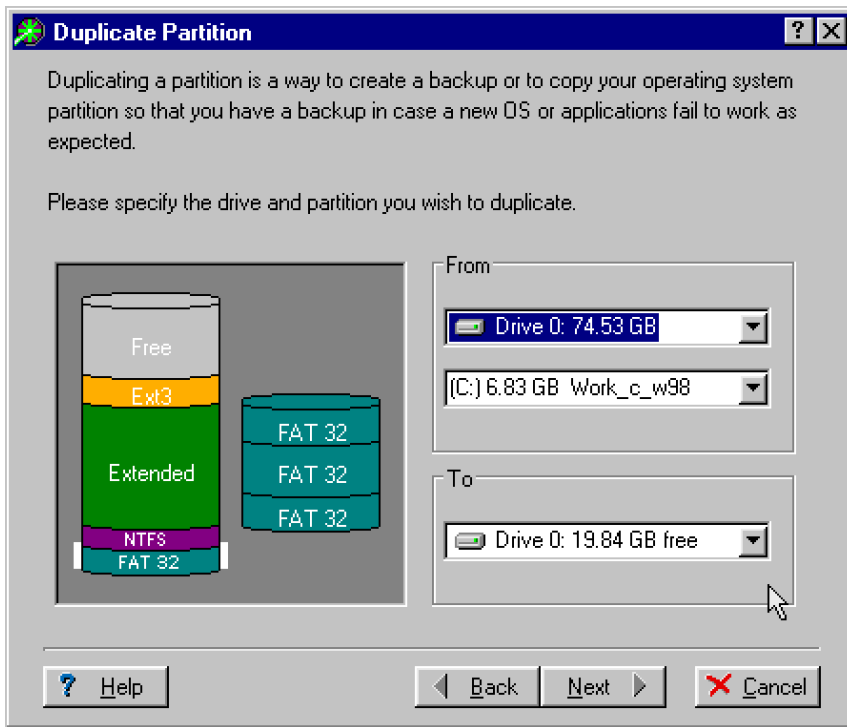 Duplicate Partition
Duplicating a partition is a way to create a backup or to copy your operating system
partition so that you have a backup in case a new OS or applications fail to work as
expected.
Please specify the drive and partition you wish to duplicate.
Free
Ext3
Extended
NTFS
FAT 32
FAT 32
FAT 32
FAT 32
From
Drive 0: 74.53 GB
(C:) 6.83 GB Work_c_w98
To
Drive 0: 19.84 GB free
? Help
Back
Next
Cancel